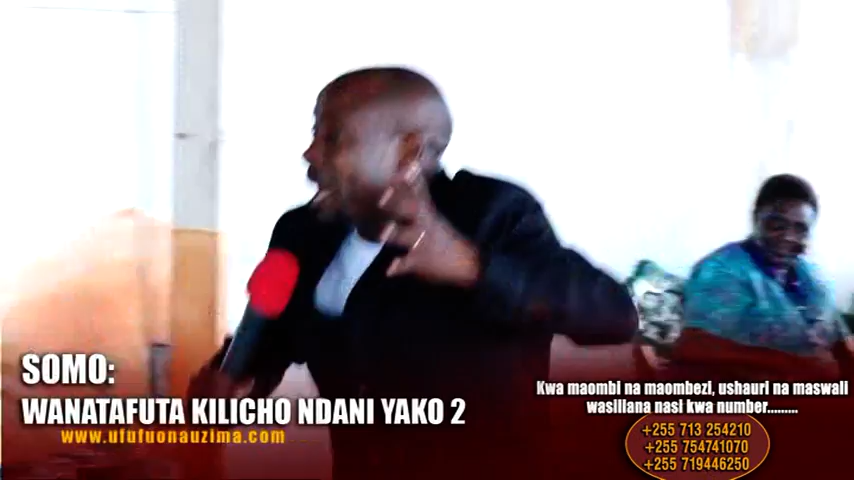 SOMO:
WANATAFUTA KILICHO NDANI YAKO 2
www.ufufuonauzima.com
Kwa maombi na maombezi, ushauri na maswali
wasiliana nasi kwa number.........
+255 713 254210
+255 754741070
+255 719446250